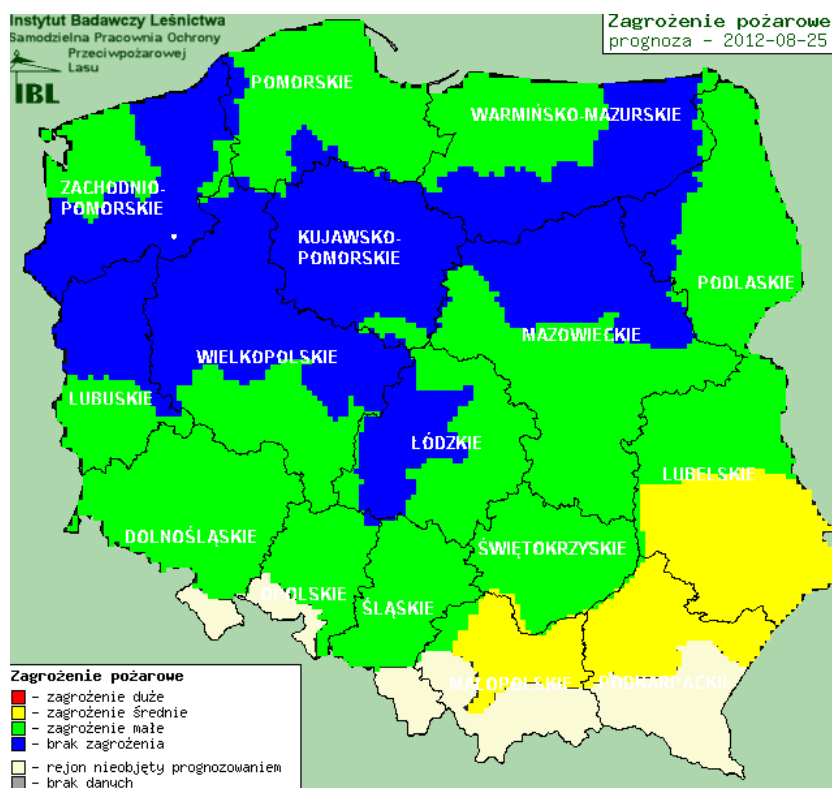 Instytut Badawczy Leśnictwa
Samodzielna Pracownia Ochrony
Przeciwpożarowej
Lasu
IBL
Zagrożenie pożarowe
prognoza - 2012-08-25
POMORSKIE
WARMIŃSKO-MAZURSKIE
ZACHODNIO-
POMORSKIE
KUJAWSKO-
POMORSKIE
PODLASKIE
MAZOWIECKIE
WIELKOPOLSKIE
LUBUSKIE
ŁÓDZKIE
LUBELSKIE
DOLNOŚLĄSKIE
ŚWIĘTOKRZYSKIE
OPOLSKIE
ŚLĄSKIE
MAŁOPOLSKIE
PODKARPACKIE
Zagrożenie pożarowe
- zagrożenie duże
- zagrożenie średnie
- zagrożenie małe
- brak zagrożenia
- rejon nieobjęty prognozowaniem
- brak danych